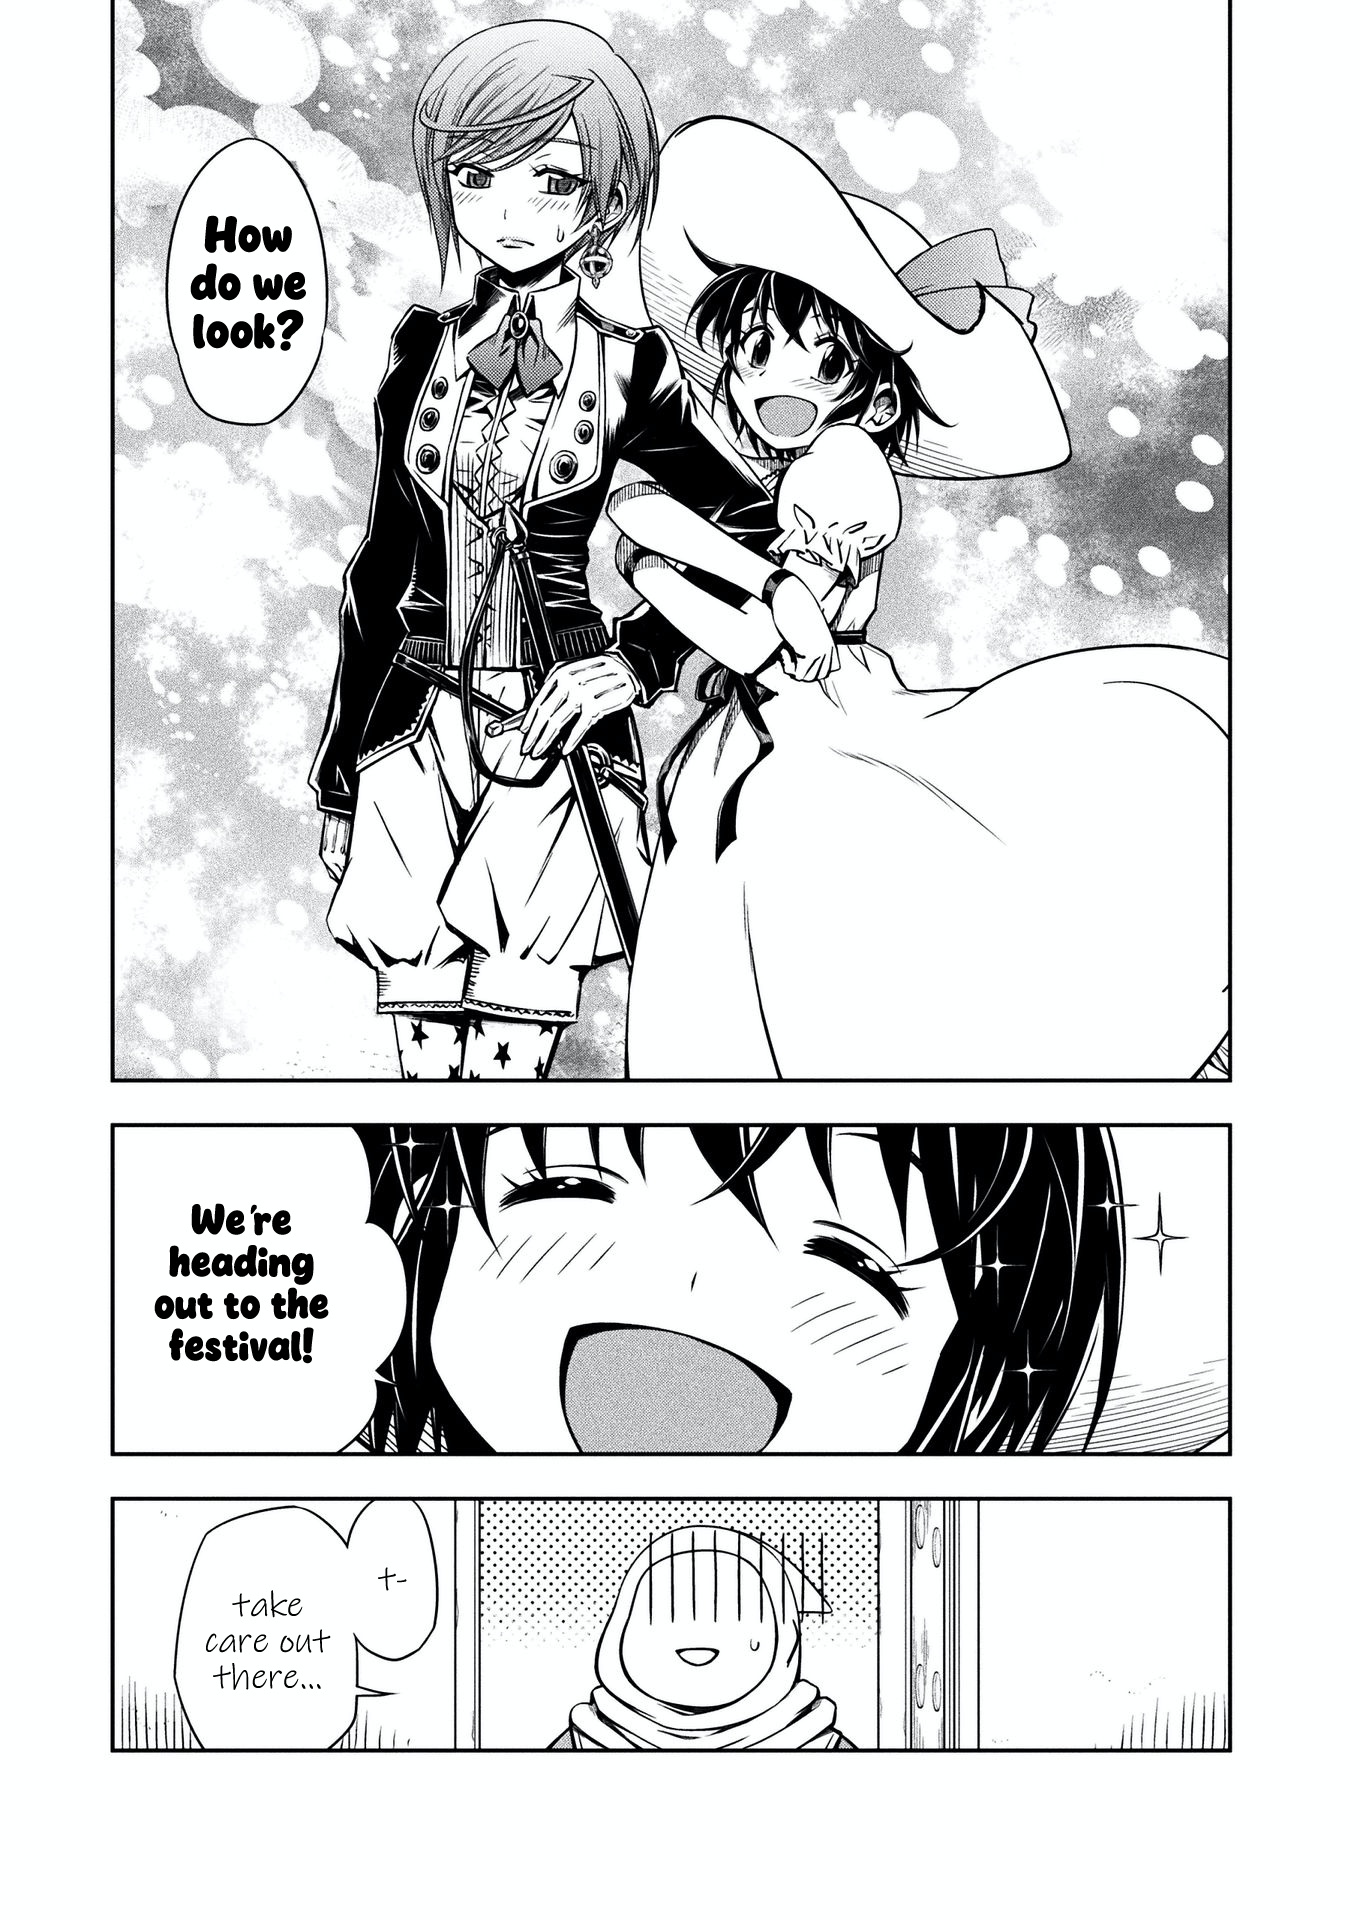 How
do we
look?
We're
heading
out to the
festival!
t-
take
care out
there...